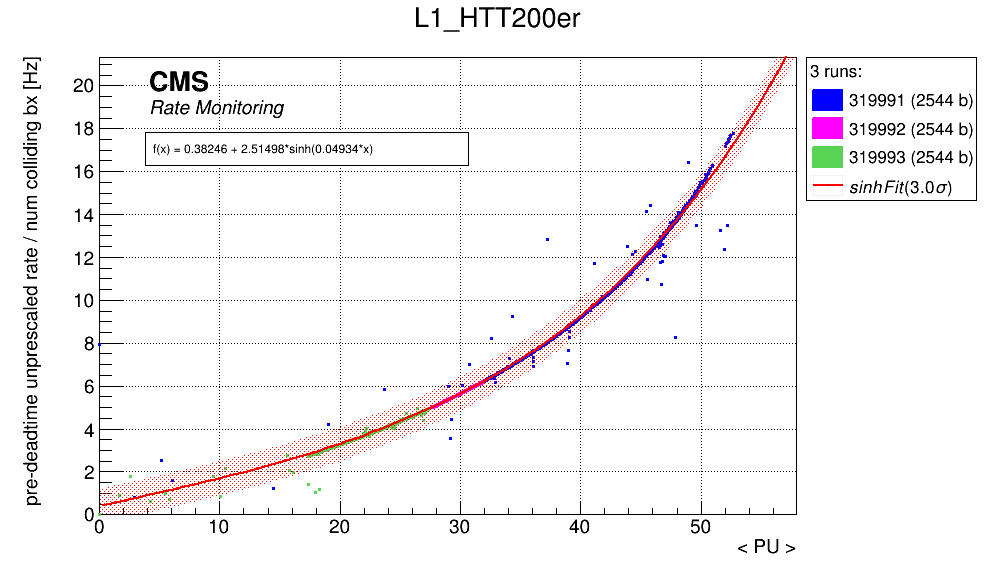 L1_HTT200er
pre-deadtime unprescaled rate / num colliding bx [Hz]
CMS
Rate Monitoring
f(x) = 0.38246 + 2.51498*sinh(0.04934*x)
3 runs:
319991 (2544 b)
319992 (2544 b)
319993 (2544 b)
sinhFit(3.0σ)
20
18
16
14
12
10
8
6
4
2
0
0 10 20 30 40 50
< PU >